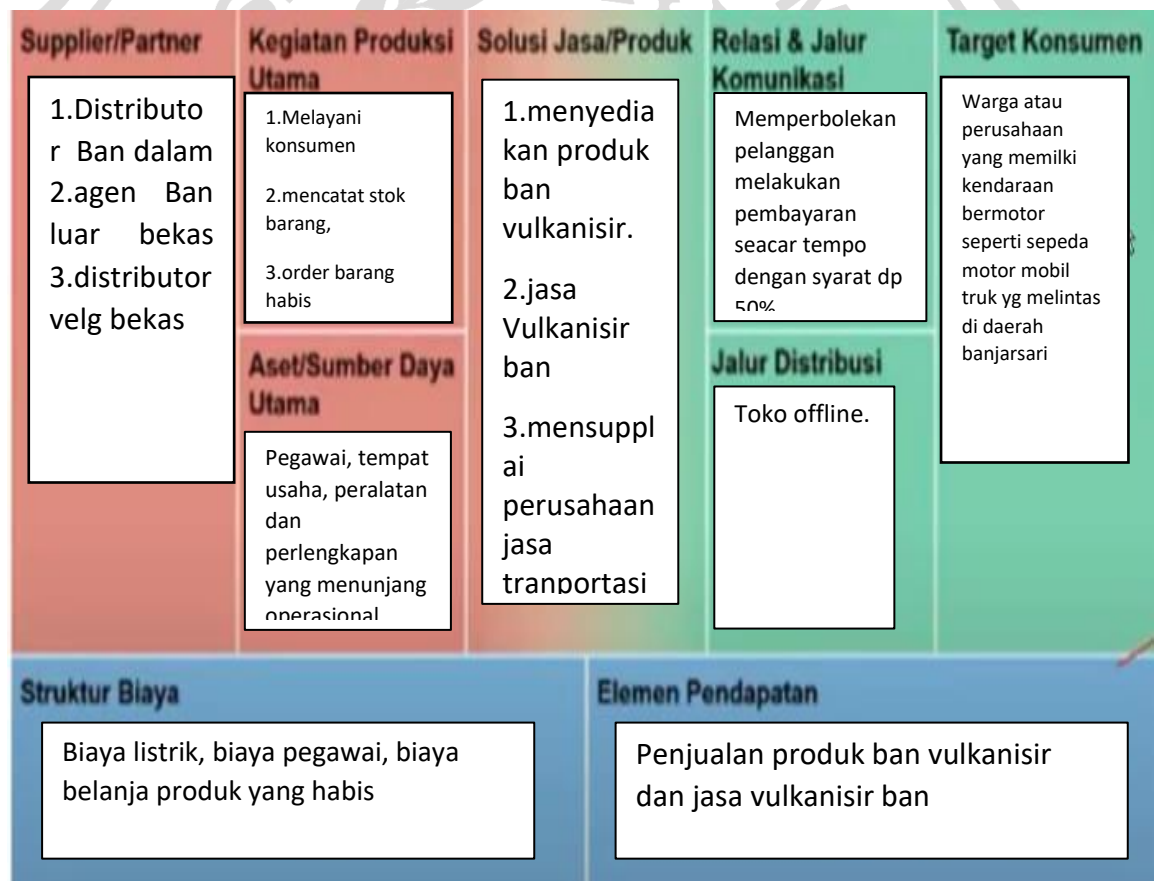 Supplier/Partner
1.Distributo
r Ban dalam
2.agen Ban
luar bekas
3.distributor
velg bekas
Kegiatan Produksi
Utama
1.Melayani
konsumen
2.mencatat stok
barang,
3.order barang
habis
Aset/Sumber Daya
Utama
Pegawai, tempat
usaha, peralatan
dan
perlengkapan
yang menunjang
operasional
Solusi Jasa/Produk
1.menyedia
kan produk
ban
vulkanisir.
2.jasa
Vulkanisir
ban
3.mensuppl
ai
perusahaan
jasa
tranportasi
Relasi & Jalur
Komunikasi
Memperbolekan
pelanggan
melakukan
pembayaran
seacar tempo
dengan syarat dp
50%
Jalur Distribusi
Toko offline.
Target Konsumen
Warga atau
perusahaan
yang memilki
kendaraan
bermotor
seperti sepeda
motor mobil
truk yg melintas
di daerah
banjarsari
Struktur Biaya
Biaya listrik, biaya pegawai, biaya
belanja produk yang habis
Elemen Pendapatan
Penjualan produk ban vulkanisir
dan jasa vulkanisir ban